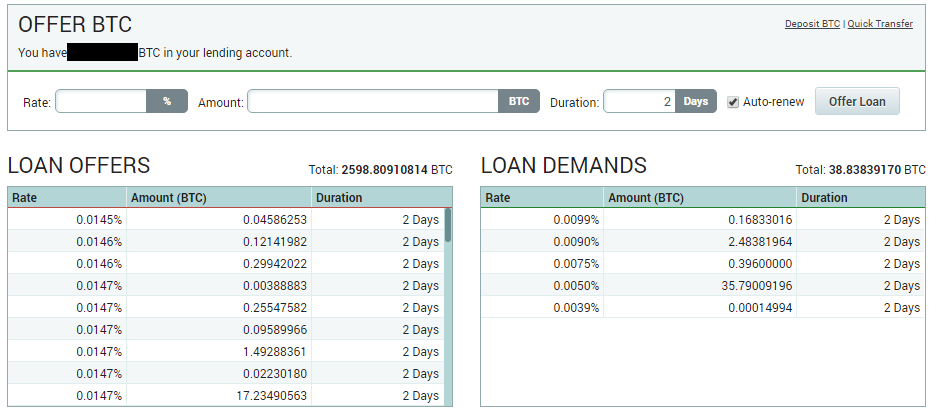 OFFER BTC
Deposit BTC | Quick Transfer
You have BTC in your lending account.
Rate: % Amount: BTC Duration: 2 Days Auto-renew Offer Loan
LOAN OFFERS Total: 2598.80910814 BTC
Rate Amount (BTC) Duration
0.0145% 0.04586253 2 Days
0.0146% 0.12141982 2 Days
0.0146% 0.29942022 2 Days
0.0147% 0.00388883 2 Days
0.0147% 0.25547582 2 Days
0.0147% 0.09589966 2 Days
0.0147% 1.49288361 2 Days
0.0147% 0.02230180 2 Days
0.0147% 17.23490563 2 Days
LOAN DEMANDS Total: 38.83839170 BTC
Rate Amount (BTC) Duration
0.0099% 0.16833016 2 Days
0.0090% 2.48381964 2 Days
0.0075% 0.39600000 2 Days
0.0050% 35.79009196 2 Days
0.0039% 0.00014994 2 Days